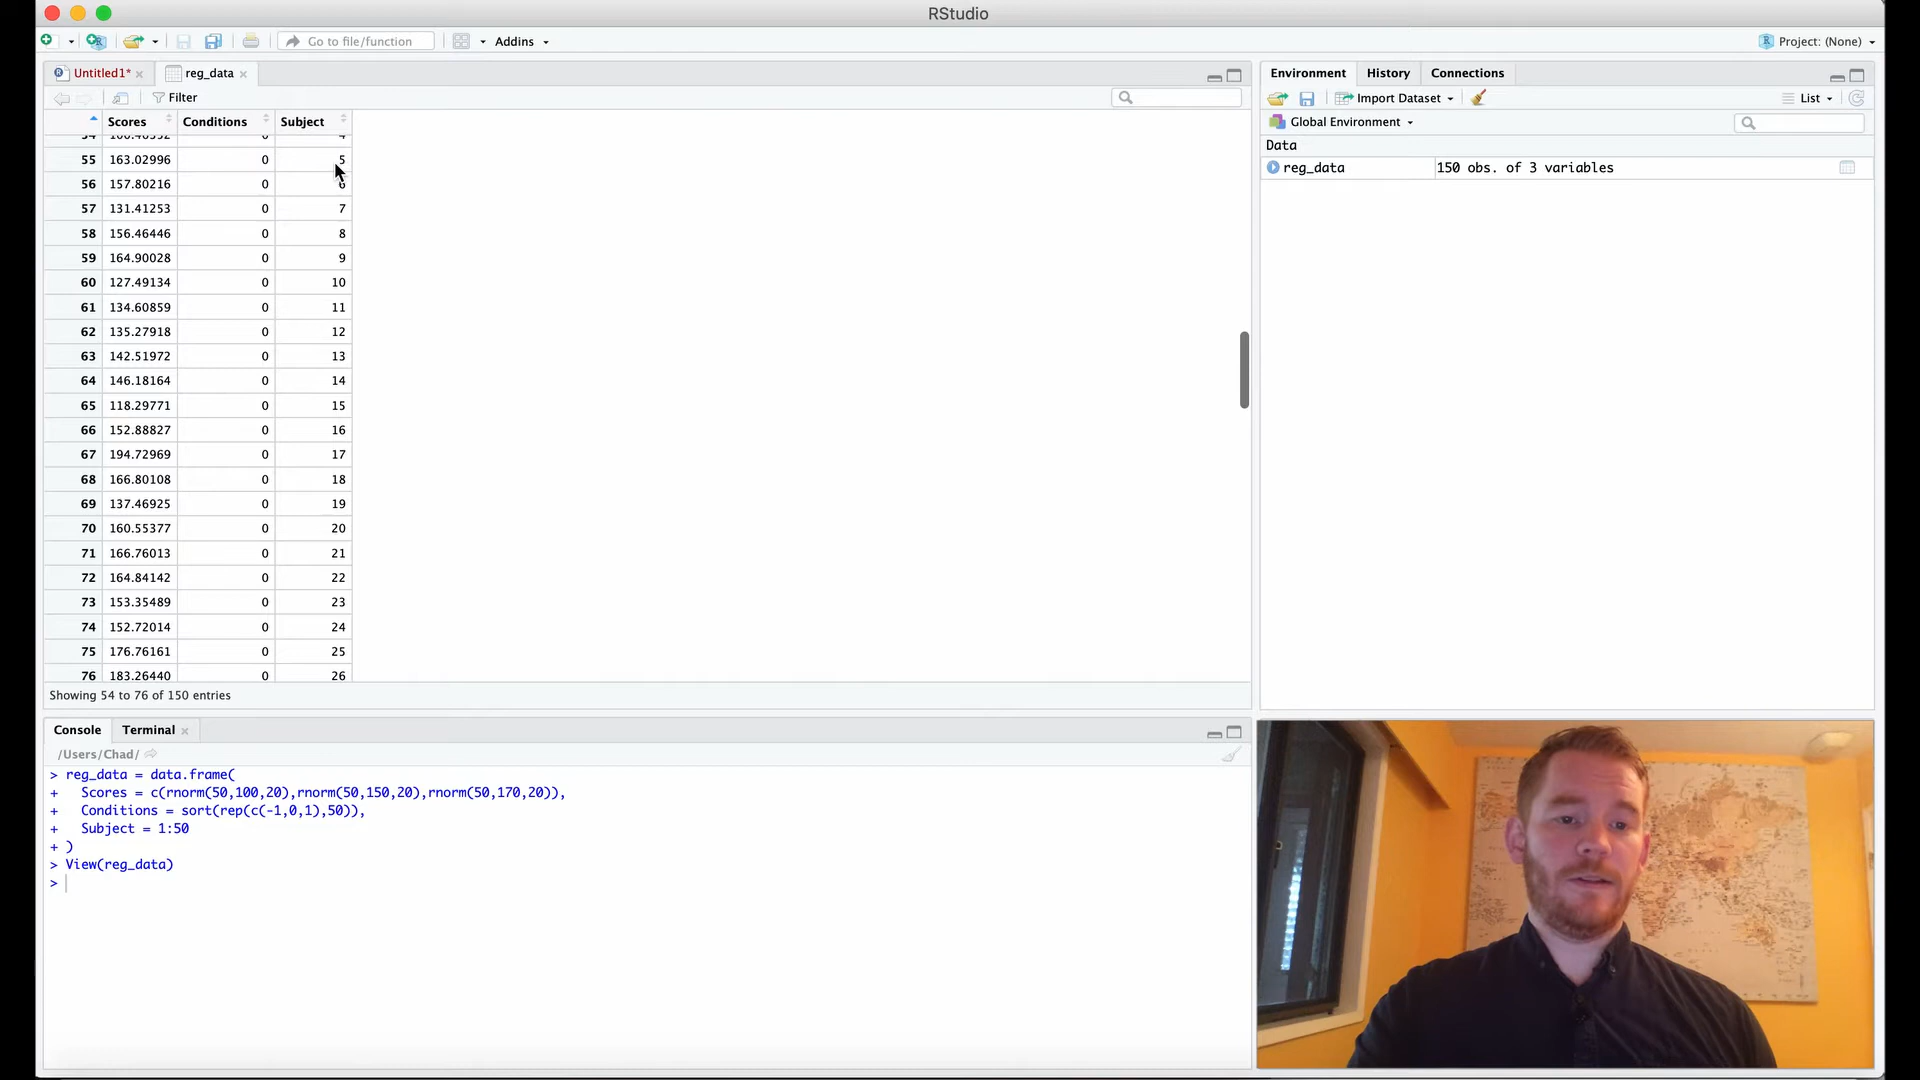 RStudio
Go to file/function
Addins
Project: (None)
Untitled1*
reg_data
Filter
Scores Conditions Subject
55 163.02996 0 5
56 157.80216 0 6
57 131.41253 0 7
58 156.46446 0 8
59 164.90028 0 9
60 127.49134 0 10
61 134.60859 0 11
62 135.27918 0 12
63 142.51972 0 13
64 146.18164 0 14
65 118.29771 0 15
66 152.88827 0 16
67 194.72969 0 17
68 166.80108 0 18
69 137.46925 0 19
70 160.55377 0 20
71 166.76013 0 21
72 164.84142 0 22
73 153.35489 0 23
74 152.72014 0 24
75 176.76161 0 25
76 183.26440 0 26
Showing 54 to 76 of 150 entries
Console Terminal
/Users/Chad/
> reg_data = data.frame(
+ Scores = c(rnorm(50,100,20),rnorm(50,150,20),rnorm(50,170,20)),
+ Conditions = sort(rep(c(-1,0,1),50)),
+ Subject = 1:50
+ )
> View(reg_data)
>
Environment History Connections
Import Dataset
List
Global Environment
Data
reg_data 150 obs. of 3 variables